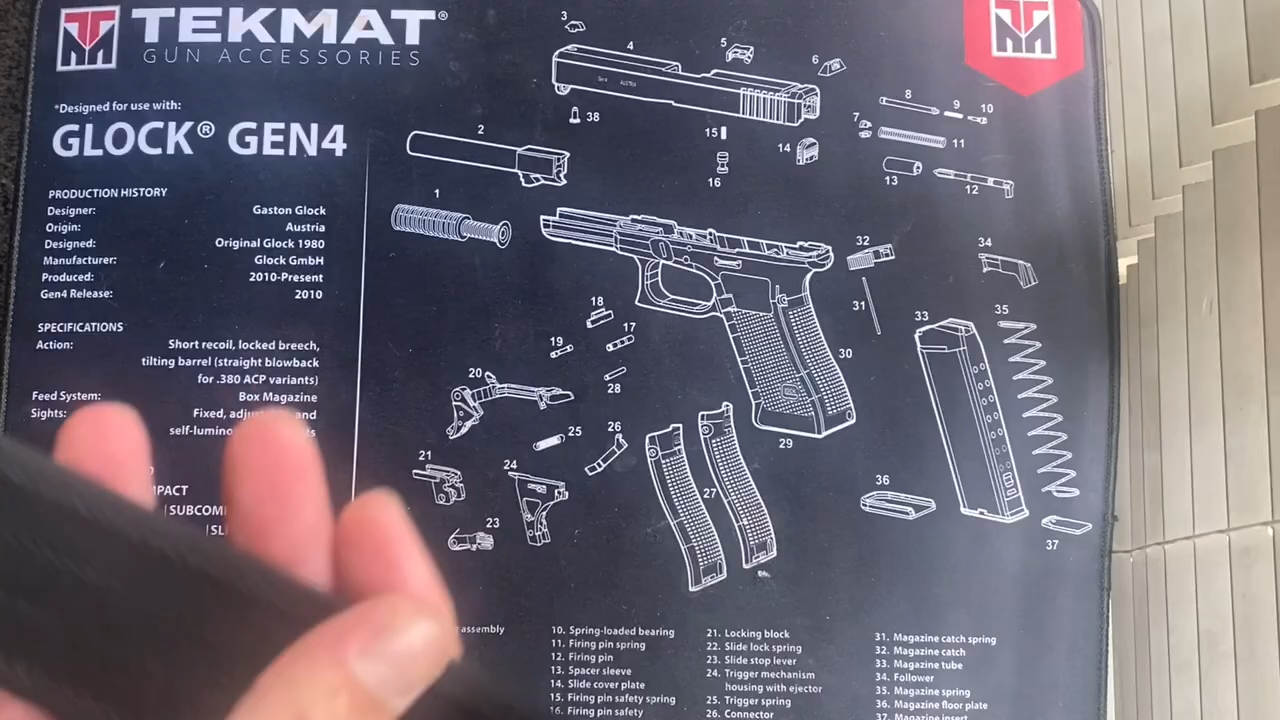 TEKMAT®
GUN ACCESSORIES
*Designed for use with:
GLOCK® GEN4
PRODUCTION HISTORY
Designer: Gaston Glock
Origin: Austria
Designed: Original Glock 1980
Manufacturer: Glock GmbH
Produced: 2010-Present
Gen4 Release: 2010
SPECIFICATIONS
Action: Short recoil, locked breech,
tilting barrel (straight blowback
for .380 ACP variants)
Feed System: Box Magazine
Sights: Fixed, and
MPACT
|SUBCOM
|SL
3
4
5
6
Gen4 AUSTRIA
38
8
9
10
7
11
15
14
2
16
13
12
1
32
34
31
33
35
18
17
19
30
28
20
25
26
29
21
24
27
36
23
37
assembly
10. Spring-loaded bearing
11. Firing pin spring
12. Firing pin
13. Spacer sleeve
14. Slide cover plate
15. Firing pin safety spring
16. Firing pin safety
21. Locking block
22. Slide lock spring
23. Slide stop lever
24. Trigger mechanism
housing with ejector
25. Trigger spring
26. Connector
31. Magazine catch spring
32. Magazine catch
33. Magazine tube
34. Follower
35. Magazine spring
36. Magazine floor plate
37. Magazine insert